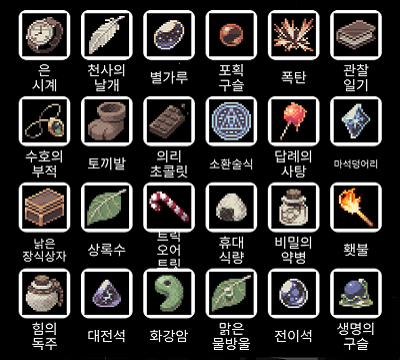 은
시계
천사의
날개
별가루
포획
구슬
폭탄
관찰
일기
수호의
부적
토끼발
의리
초콜릿
소환술식
답례의
사탕
마석덩어리
낡은
장식상자
상록수
트릭
오어
트릿
휴대
식량
비밀의
약병
횃불
힘의
독주
대전석
화강암
맑은
물방울
전이석
생명의
구슬